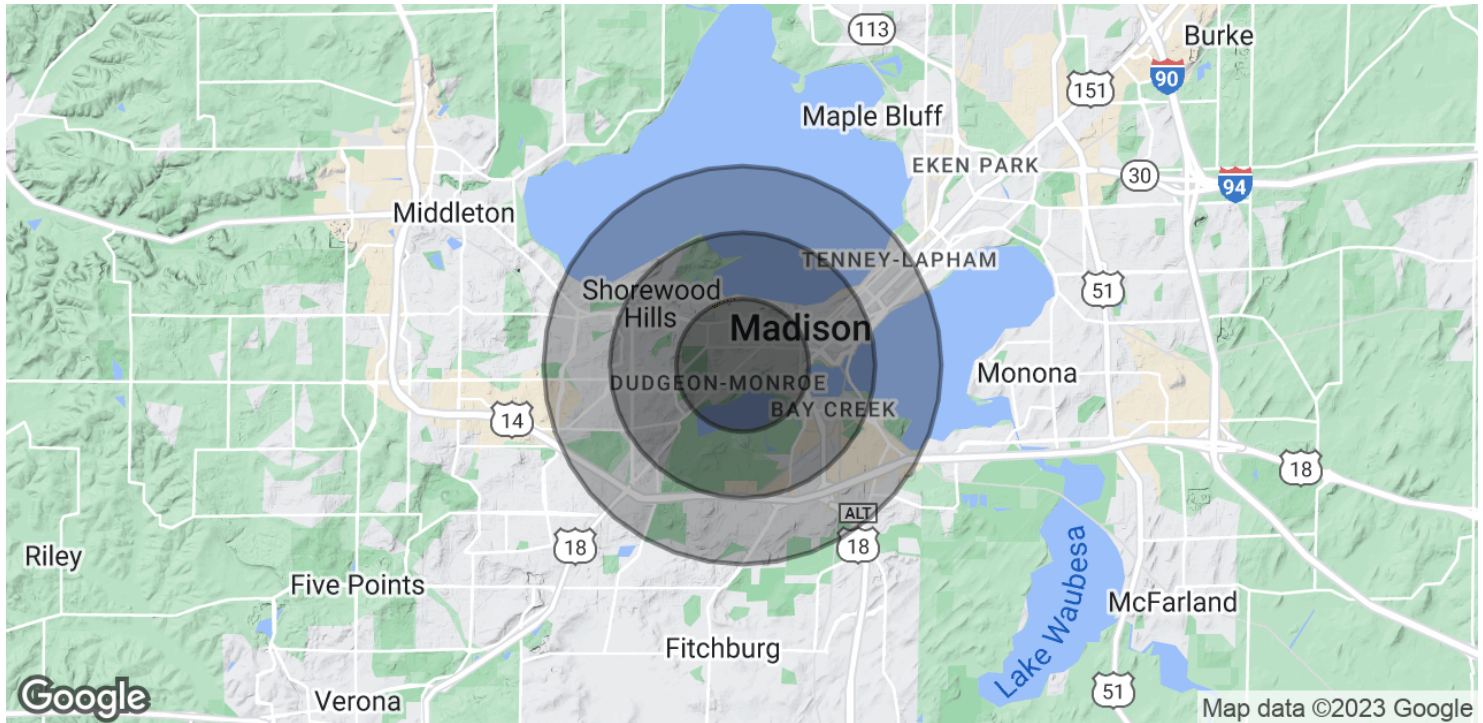 113
Burke
90
151
Maple Bluff
EKEN PARK
30
94
Middleton
TENNEY-LAPHAM
Shorewood
Hills
51
Madison
Monona
DUDGEON-MONROE
BAY CREEK
14
18
ALT
18
18
Riley
Five Points
Lake Waubesa
McFarland
Fitchburg
51
Verona
Google
Map data ©2023 Google